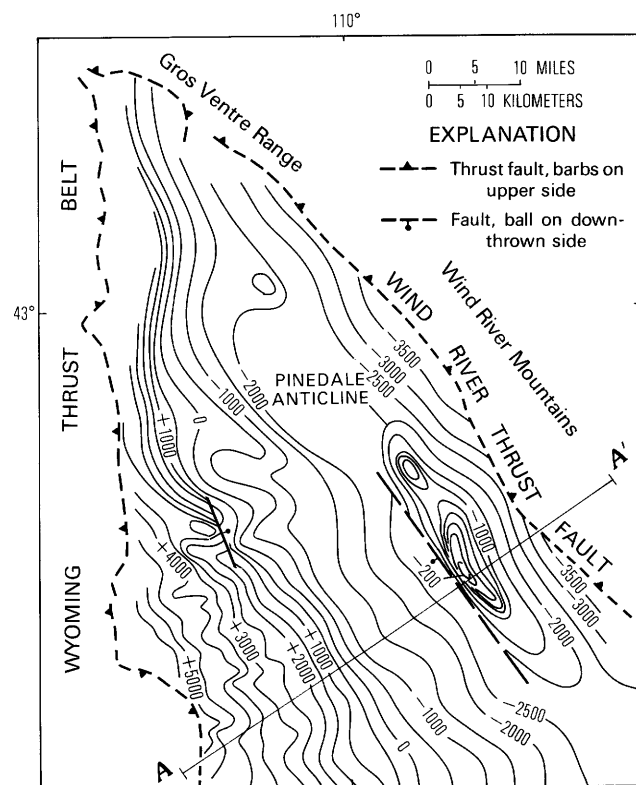 110°
Gros Ventre Range
0 5 10 MILES
0 5 10 KILOMETERS
EXPLANATION
Thrust fault, barbs on
upper side
Fault, ball on down-
thrown side
BELT
THRUST
WYOMING
43°
WIND
RIVER
THRUST
FAULT
Wind River Mountains
-3500
-3000
-2500
-2000
-1000
0
+1000
PINEDALE
ANTICLINE
+4000
+3000
+5000
+2000
+1000
-200
-1000
-3500
-3000
-2000
-2500
-2000
-1000
0
A
A'